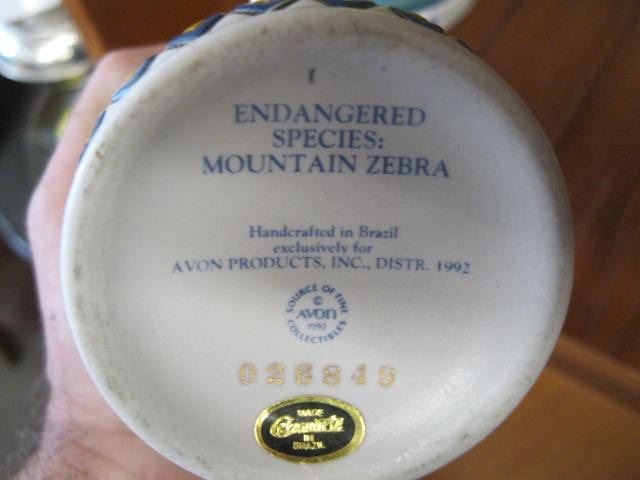 ENDANGERED
SPECIES:
MOUNTAIN ZEBRA
Handcrafted in Brazil
exclusively for
AVON PRODUCTS, INC., DISTR. 1992
SOURCE OF FINE
©
AVON
1992
COLLECTIBLES
026849
MADE
Ceramarte
IN
BRAZIL